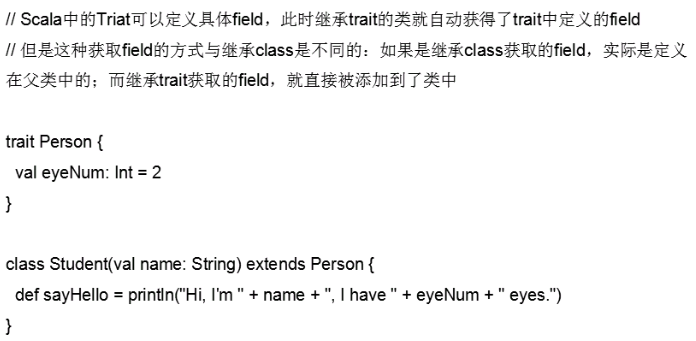 // Scala中的Triat可以定义具体field，此时继承trait的类就自动获得了trait中定义的field
// 但是这种获取field的方式与继承class是不同的：如果是继承class获取的field，实际是定义
在父类中的；而继承trait获取的field，就直接被添加到了类中
trait Person {
  val eyeNum: Int = 2
}
class Student(val name: String) extends Person {
  def sayHello = println("Hi, I'm " + name + ", I have " + eyeNum + " eyes.")
}